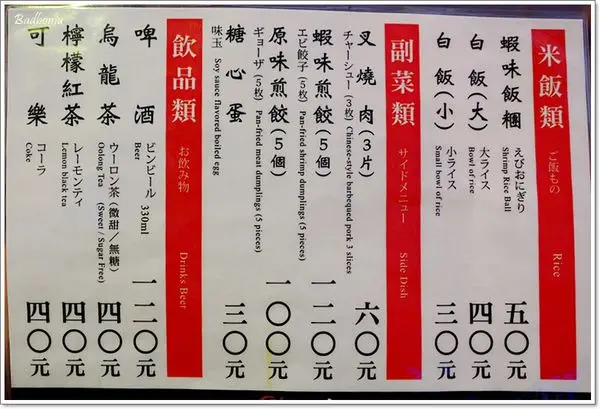 Badboniu
米飯類 ご飯もの Rice
蝦味飯糰 えびおにぎり Shrimp Rice Ball 五〇元
白飯(大) 大ライス Bowl of rice 四〇元
白飯(小) 小ライス Small bowl of rice 三〇元
副菜類 サイドメニュー Side Dish
叉燒肉(3片) チャーシュー(3枚) Chinese-style barbequed pork 3 slices 六〇元
蝦味煎餃(5個) エビ餃子(5枚) Pan-fried shrimp dumplings (5 pieces) 一二〇元
原味煎餃(5個) ギョーザ(5枚) Pan-fried meat dumplings (5 pieces) 一〇〇元
糖心蛋 味玉 Soy sauce flavored boiled egg 三〇元
飲品類 お飲み物 Drinks Beer
啤酒 ビンビール 330ml Beer 一二〇元
烏龍茶 ウーロン茶(微甜/無糖) Oolong Tea (Sweet / Sugar Free) 四〇元
檸檬紅茶 レーモンティ Lemon black tea 四〇元
可樂 コーラ Coke 四〇元